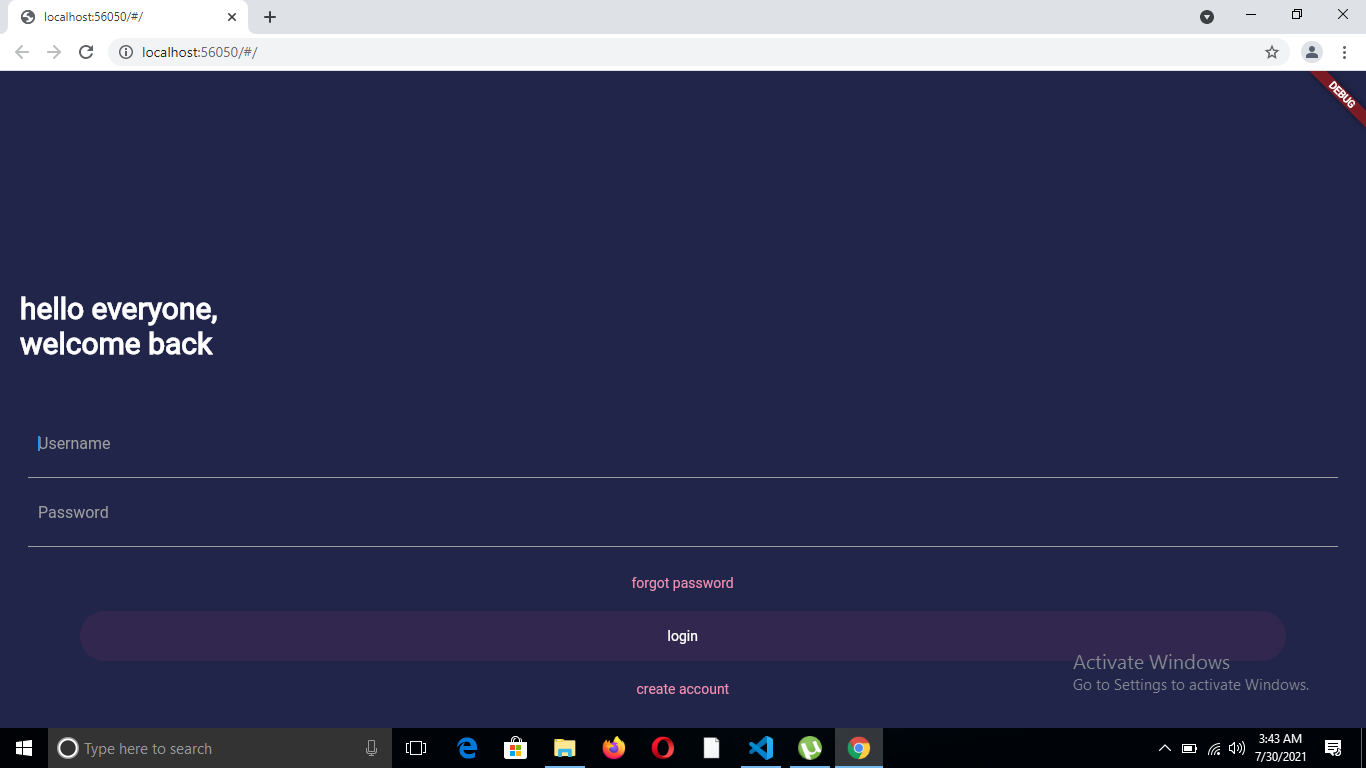 localhost:56050/#/
localhost:56050/#/
DEBUG
hello everyone,
welcome back
Username
Password
forgot password
login
create account
Activate Windows
Go to Settings to activate Windows.
Type here to search
3:43 AM
7/30/2021